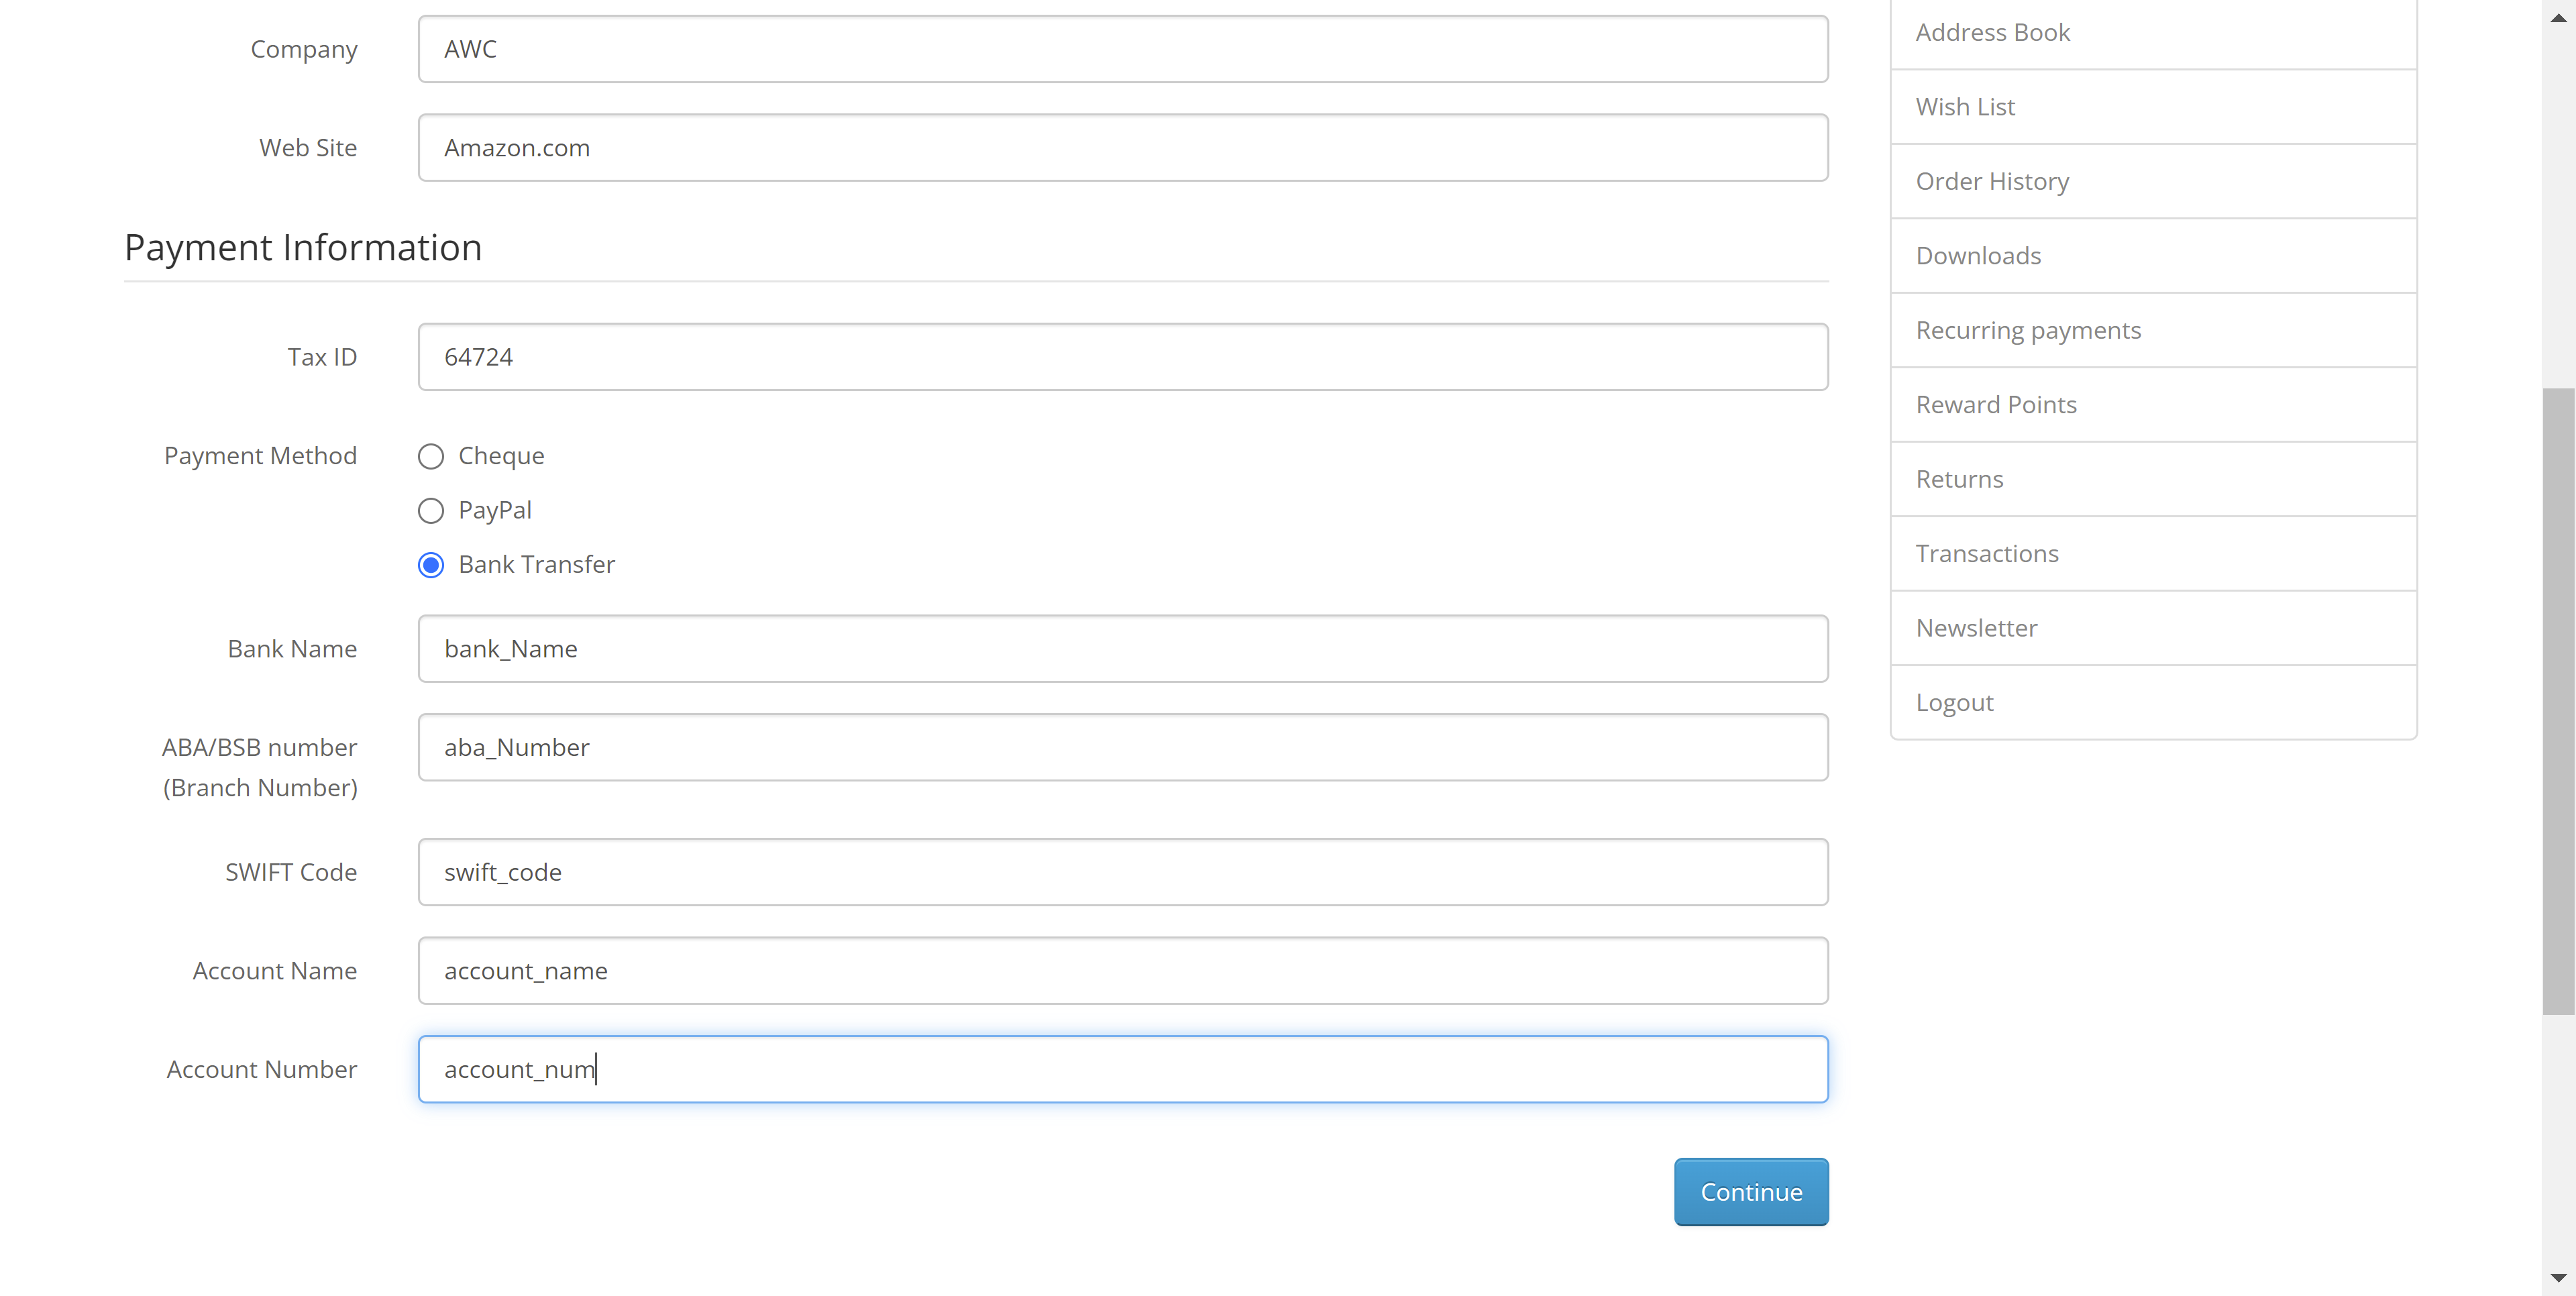 Company
AWC
Web Site
Amazon.com
Payment Information
Tax ID
64724
Payment Method
Cheque
PayPal
Bank Transfer
Bank Name
bank_Name
ABA/BSB number
(Branch Number)
aba_Number
SWIFT Code
swift_code
Account Name
account_name
Account Number
account_num
Continue
Address Book
Wish List
Order History
Downloads
Recurring payments
Reward Points
Returns
Transactions
Newsletter
Logout